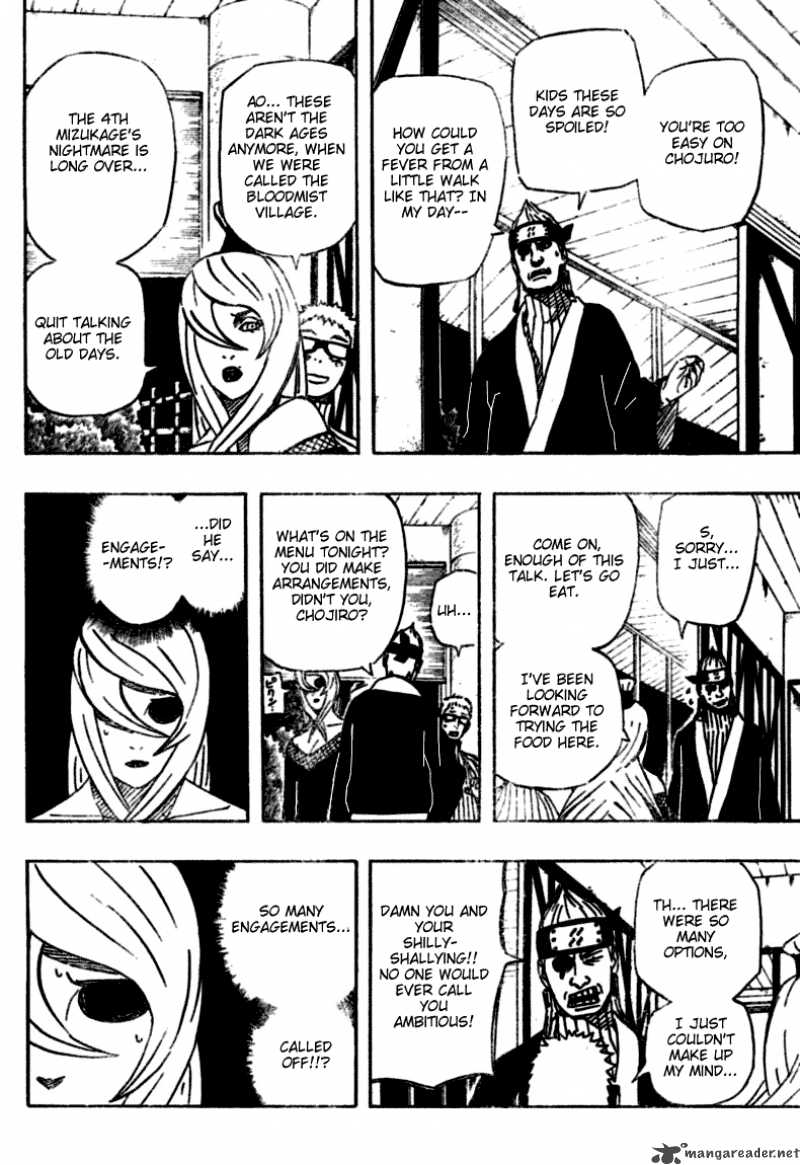 YOU'RE TOO
EASY ON
CHOJURO!
KIDS THESE
DAYS ARE SO
SPOILED!
HOW COULD
YOU GET A
FEVER FROM A
LITTLE WALK
LIKE THAT? IN
MY DAY--
AO... THESE
AREN'T THE
DARK AGES
ANYMORE, WHEN
WE WERE
CALLED THE
BLOODMIST
VILLAGE.
THE 4TH
MIZUKAGE'S
NIGHTMARE IS
LONG OVER...
QUIT TALKING
ABOUT THE
OLD DAYS.
S,
SORRY...
I JUST...
COME ON,
ENOUGH OF THIS
TALK. LET'S GO
EAT.
I'VE BEEN
LOOKING
FORWARD TO
TRYING THE
FOOD HERE.
WHAT'S ON THE
MENU TONIGHT?
YOU DID MAKE
ARRANGEMENTS,
DIDN'T YOU,
CHOJIRO?
UH...
ピクン
...DID
HE
SAY...
ENGAGE-
-MENTS!?
TH... THERE
WERE SO
MANY
OPTIONS,
I JUST
COULDN'T
MAKE UP
MY MIND...
DAMN YOU AND
YOUR
SHILLY-
SHALLYING!!
NO ONE WOULD
EVER CALL
YOU
AMBITIOUS!
SO MANY
ENGAGEMENTS...
CALLED
OFF!!?
mangareader.net